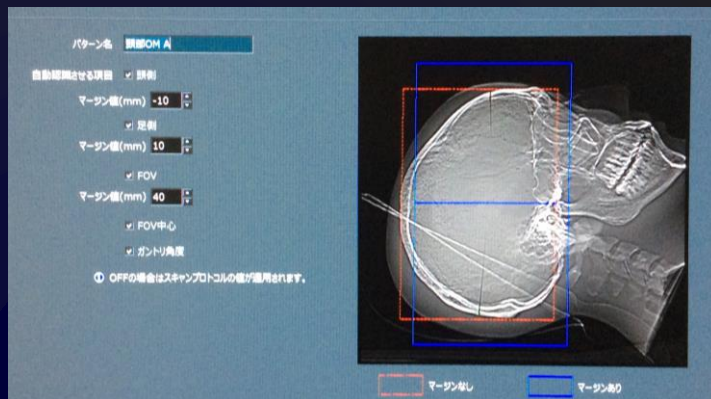 パターン名 頭部OM A
自動認識させる項目 頭側
マージン値(mm) -10
足側
マージン値(mm) 10
FOV
マージン値(mm) 40
FOV中心
ガントリ角度
① OFFの場合はスキャンプロトコルの値が適用されます。
マージンなし マージンあり